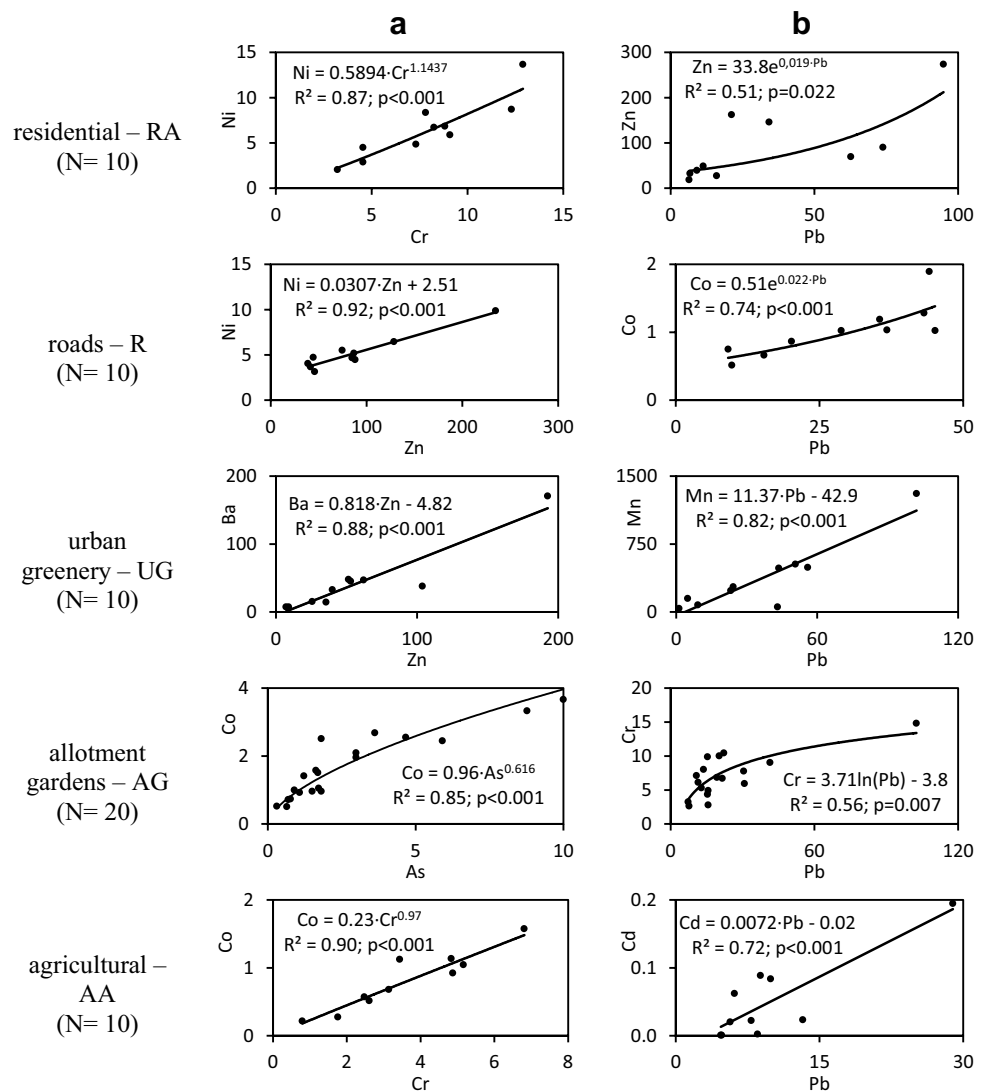 a b
residential – RA
(N= 10)
15
10
5
0
Ni
Ni = 0.5894·Cr^1.1437
R² = 0.87; p<0.001
0 5 10 15
Cr
300
200
100
0
Zn
Zn = 33.8e^0,019·Pb
R² = 0.51; p=0.022
0 50 100
Pb
roads – R
(N= 10)
15
10
5
0
Ni
Ni = 0.0307·Zn + 2.51
R² = 0.92; p<0.001
0 100 200 300
Zn
2
1
0
Co
Co = 0.51e^0.022·Pb
R² = 0.74; p<0.001
0 25 50
Pb
urban
greenery – UG
(N= 10)
200
100
0
Ba
Ba = 0.818·Zn - 4.82
R² = 0.88; p<0.001
0 100 200
Zn
1500
750
0
Mn
Mn = 11.37·Pb - 42.9
R² = 0.82; p<0.001
0 60 120
Pb
allotment
gardens – AG
(N= 20)
4
2
0
Co
Co = 0.96·As^0.616
R² = 0.85; p<0.001
0 5 10
As
25
20
15
10
5
0
Cr
Cr = 3.71ln(Pb) - 3.8
R² = 0.56; p=0.007
0 60 120
Pb
agricultural –
AA
(N= 10)
2
1
0
Co
Co = 0.23·Cr^0.97
R² = 0.90; p<0.001
0 2 4 6 8
Cr
0.2
0.1
0.0
Cd
Cd = 0.0072·Pb - 0.02
R² = 0.72; p<0.001
0 15 30
Pb